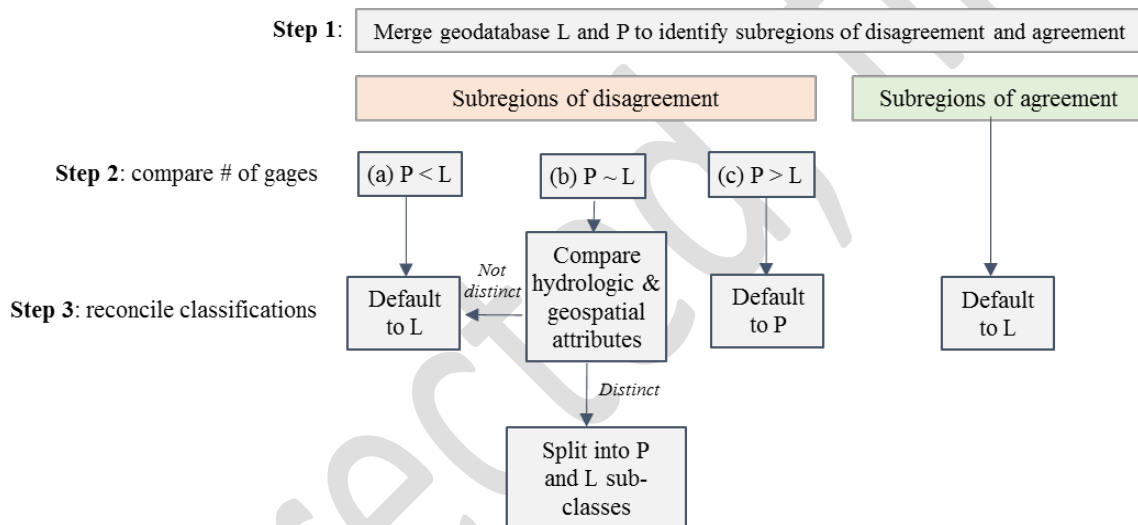 Step 1: Merge geodatabase L and P to identify subregions of disagreement and agreement
Subregions of disagreement
Subregions of agreement
Step 2: compare # of gages
(a) P < L
(b) P ~ L
(c) P > L
Not
distinct
Compare
hydrologic &
geospatial
attributes
Step 3: reconcile classifications
Default
to L
Default
to P
Default
to L
Distinct
Split into P
and L sub-
classes